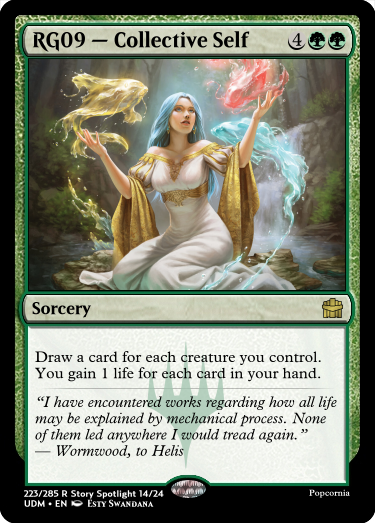 RG09 — Collective Self 4
Sorcery
Draw a card for each creature you control.
You gain 1 life for each card in your hand.
“I have encountered works regarding how all life
may be explained by mechanical process. None
of them led anywhere I would tread again.”
— Wormwood, to Helis
223/285 R Story Spotlight 14/24
Popcornia
UDM • EN Esty Swandana